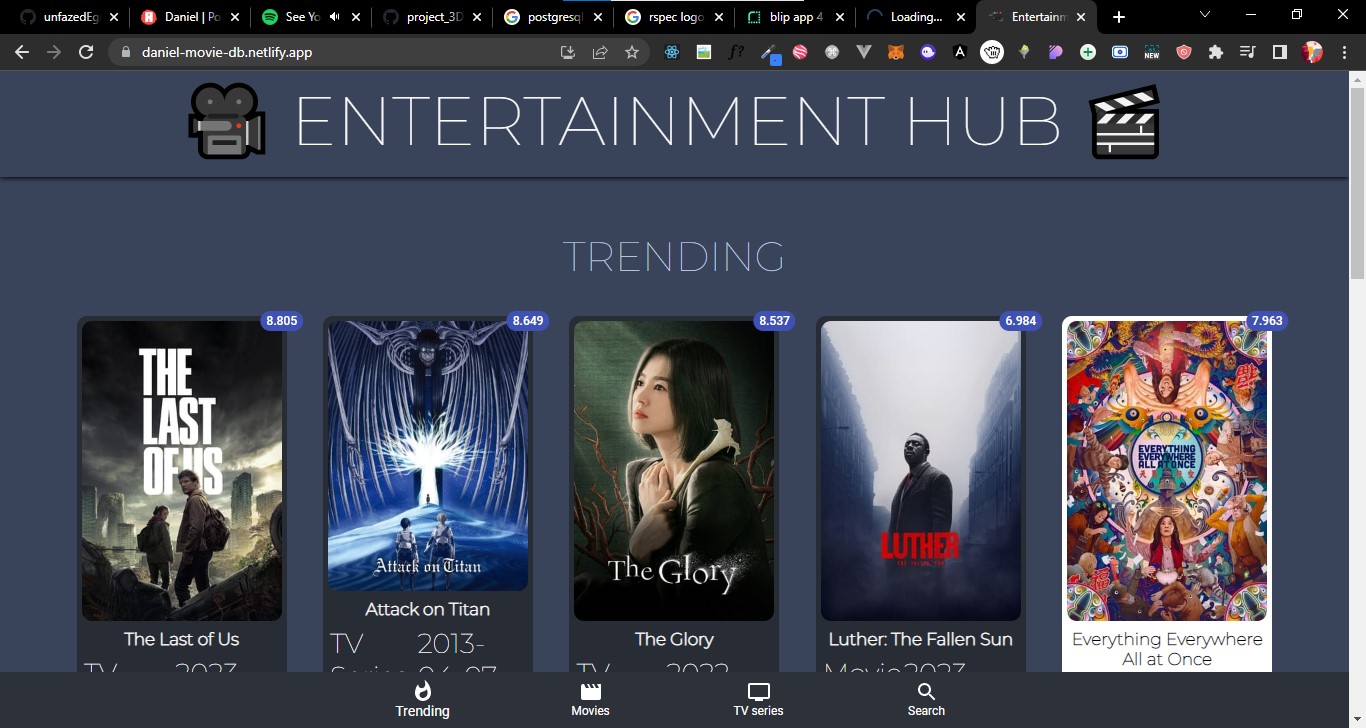 unfazedEg
Daniel | Po
See Yo
project_3D
postgresql
rspec logo
blip app 4
Loading...
Entertainm
daniel-movie-db.netlify.app
f?
NEW
ENTERTAINMENT HUB
TRENDING
8.805
8.649
8.537
6.984
7.963
THE
LAST
OF US
Attack on Titan
The Glory
LUTHER
THE FALLEN SUN
EVERYTHING
EVERYWHERE
ALL AT ONCE
The Last of Us
Attack on Titan
The Glory
Luther: The Fallen Sun
Everything Everywhere
All at Once
TV 2023-
TV 2013-
Series 04-07
TV 2022-
Movie 2023-
Trending
Movies
TV series
Search